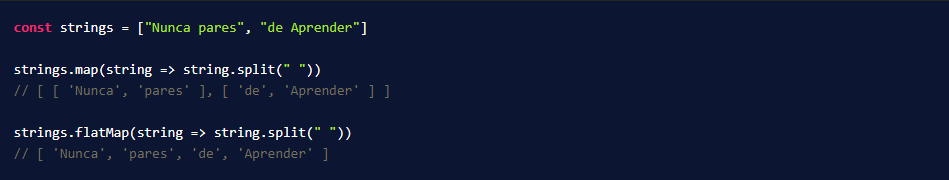 const strings = ["Nunca pares", "de Aprender"]
strings.map(string => string.split(" "))
// [ [ 'Nunca', 'pares' ], [ 'de', 'Aprender' ] ]
strings.flatMap(string => string.split(" "))
// [ 'Nunca', 'pares', 'de', 'Aprender' ]